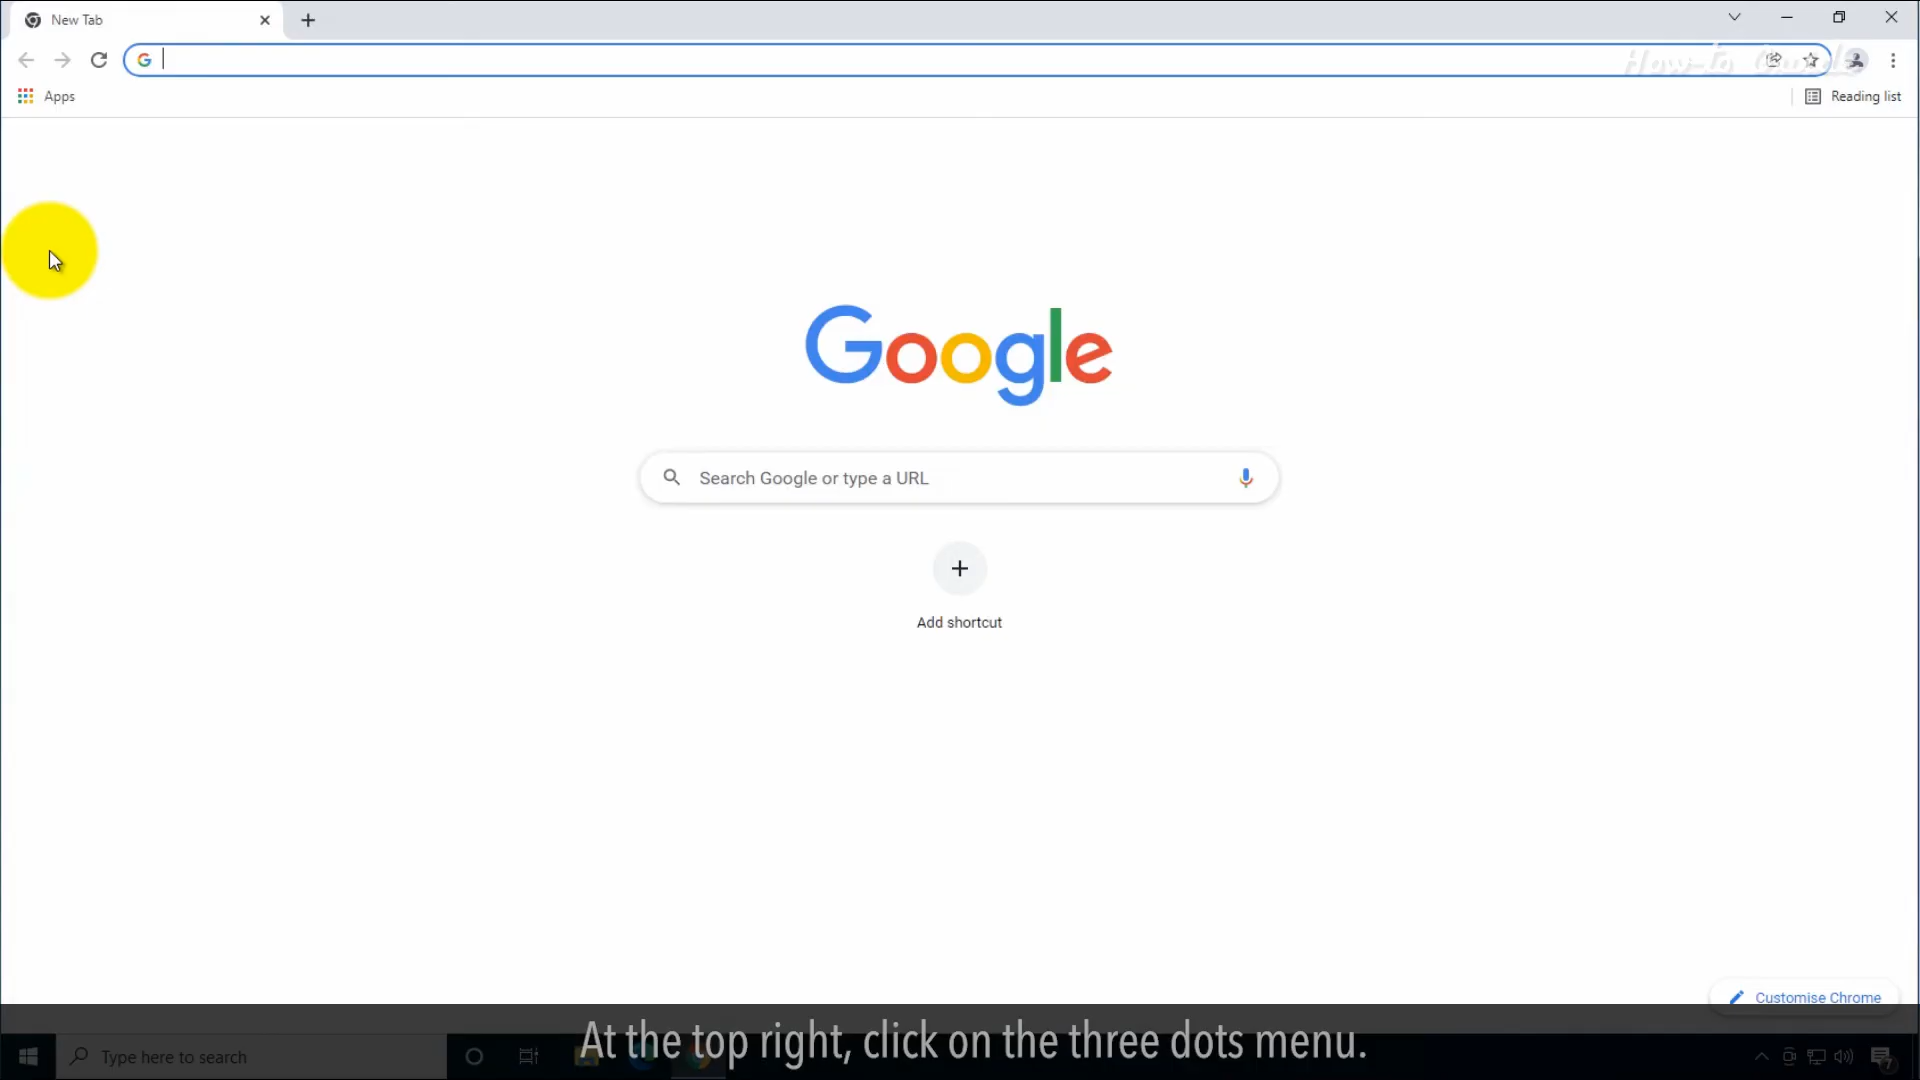 New Tab
Apps
Reading list
Google
Search Google or type a URL
Add shortcut
Customise Chrome
At the top right, click on the three dots menu.
Type here to search